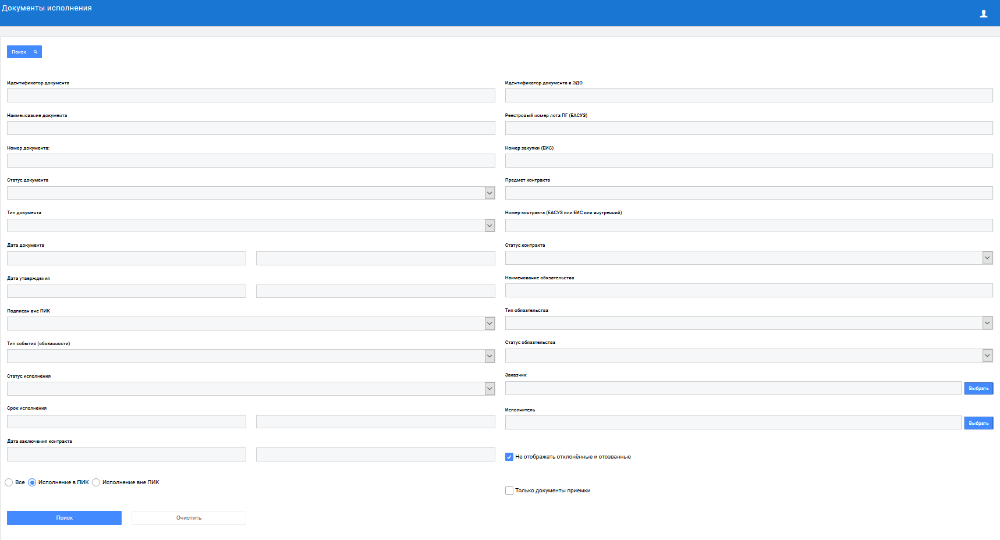 Документы исполнения
Поиск
Идентификатор документа
Идентификатор документа в ЭДО
Наименование документа
Реестровый номер лота ПГ (ЕАСУЗ)
Номер документа:
Номер закупки (ЕИС)
Статус документа
Предмет контракта
Тип документа
Номер контракта (ЕАСУЗ или ЕИС или внутренний)
Дата документа
Статус контракта
Дата утверждения
Наименование обязательства
Подписан вне ПИК
Тип обязательства
Тип события (обязанности)
Статус обязательства
Статус исполнения
Заказчик
Выбрать
Срок исполнения
Исполнитель
Выбрать
Дата заключения контракта
Не отображать отклонённые и отозванные
Все Исполнение в ПИК Исполнение вне ПИК
Только документы приемки
Поиск Очистить